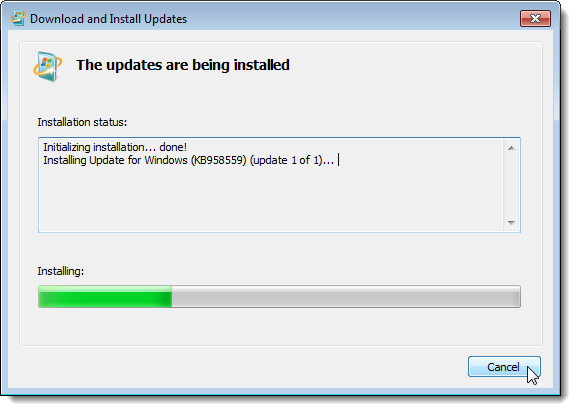 Download and Install Updates
The updates are being installed
Installation status:
Initializing installation... done!
Installing Update for Windows (KB958559) (update 1 of 1)...
Installing:
Cancel